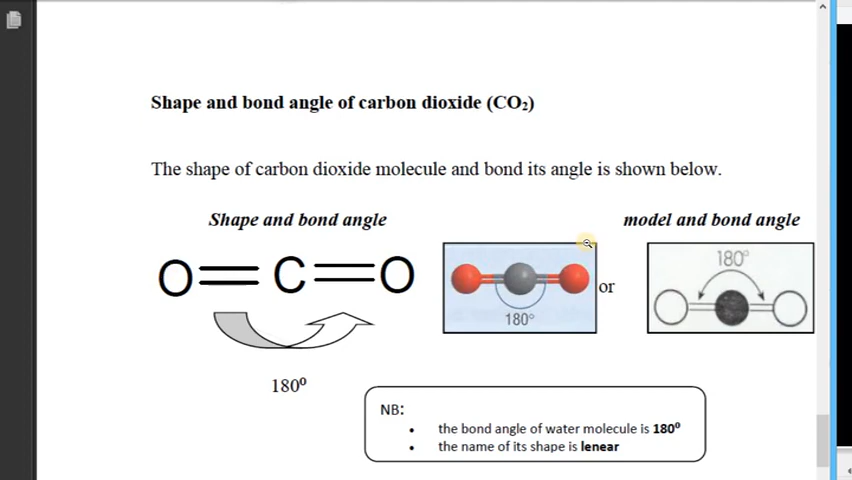 Shape and bond angle of carbon dioxide (CO₂)
The shape of carbon dioxide molecule and bond its angle is shown below.
Shape and bond angle
model and bond angle
O=C=O
180⁰
180°
or
180°
NB:
• the bond angle of water molecule is 180⁰
• the name of its shape is lenear